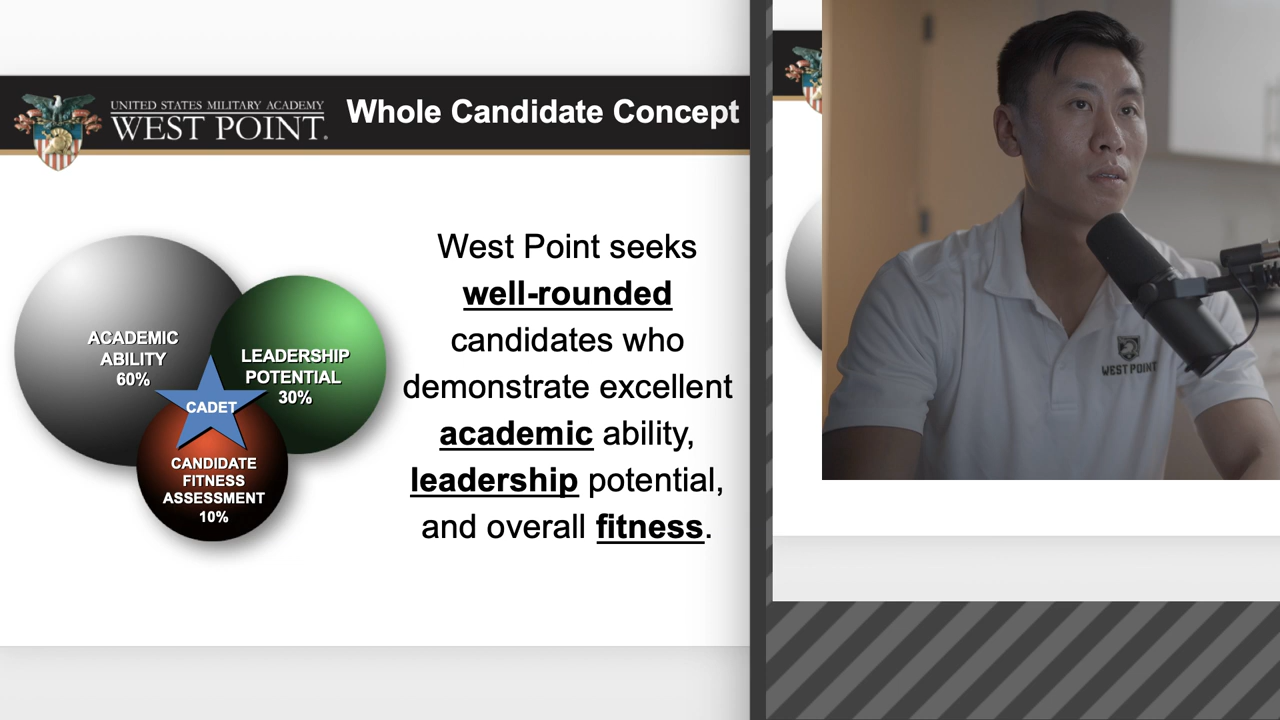 UNITED STATES MILITARY ACADEMY
WEST POINT.
Whole Candidate Concept
ACADEMIC
ABILITY
60%
LEADERSHIP
POTENTIAL
30%
CADET
CANDIDATE
FITNESS
ASSESSMENT
10%
West Point seeks
well-rounded
candidates who
demonstrate excellent
academic ability,
leadership potential,
and overall fitness.
WEST POINT